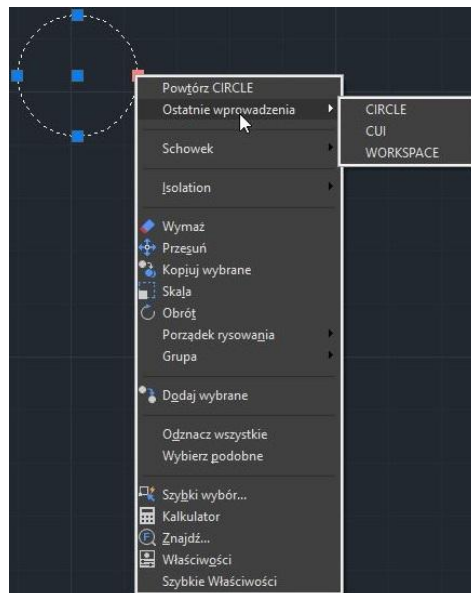 Powtórz CIRCLE
Ostatnie wprowadzenia
CIRCLE
CUI
WORKSPACE
Schowek
Isolation
Wymaż
Przesuń
Kopiuj wybrane
Skala
Obrót
Porządek rysowania
Grupa
Dodaj wybrane
Odznacz wszystkie
Wybierz podobne
Szybki wybór...
Kalkulator
Znajdź...
Właściwości
Szybkie Właściwości